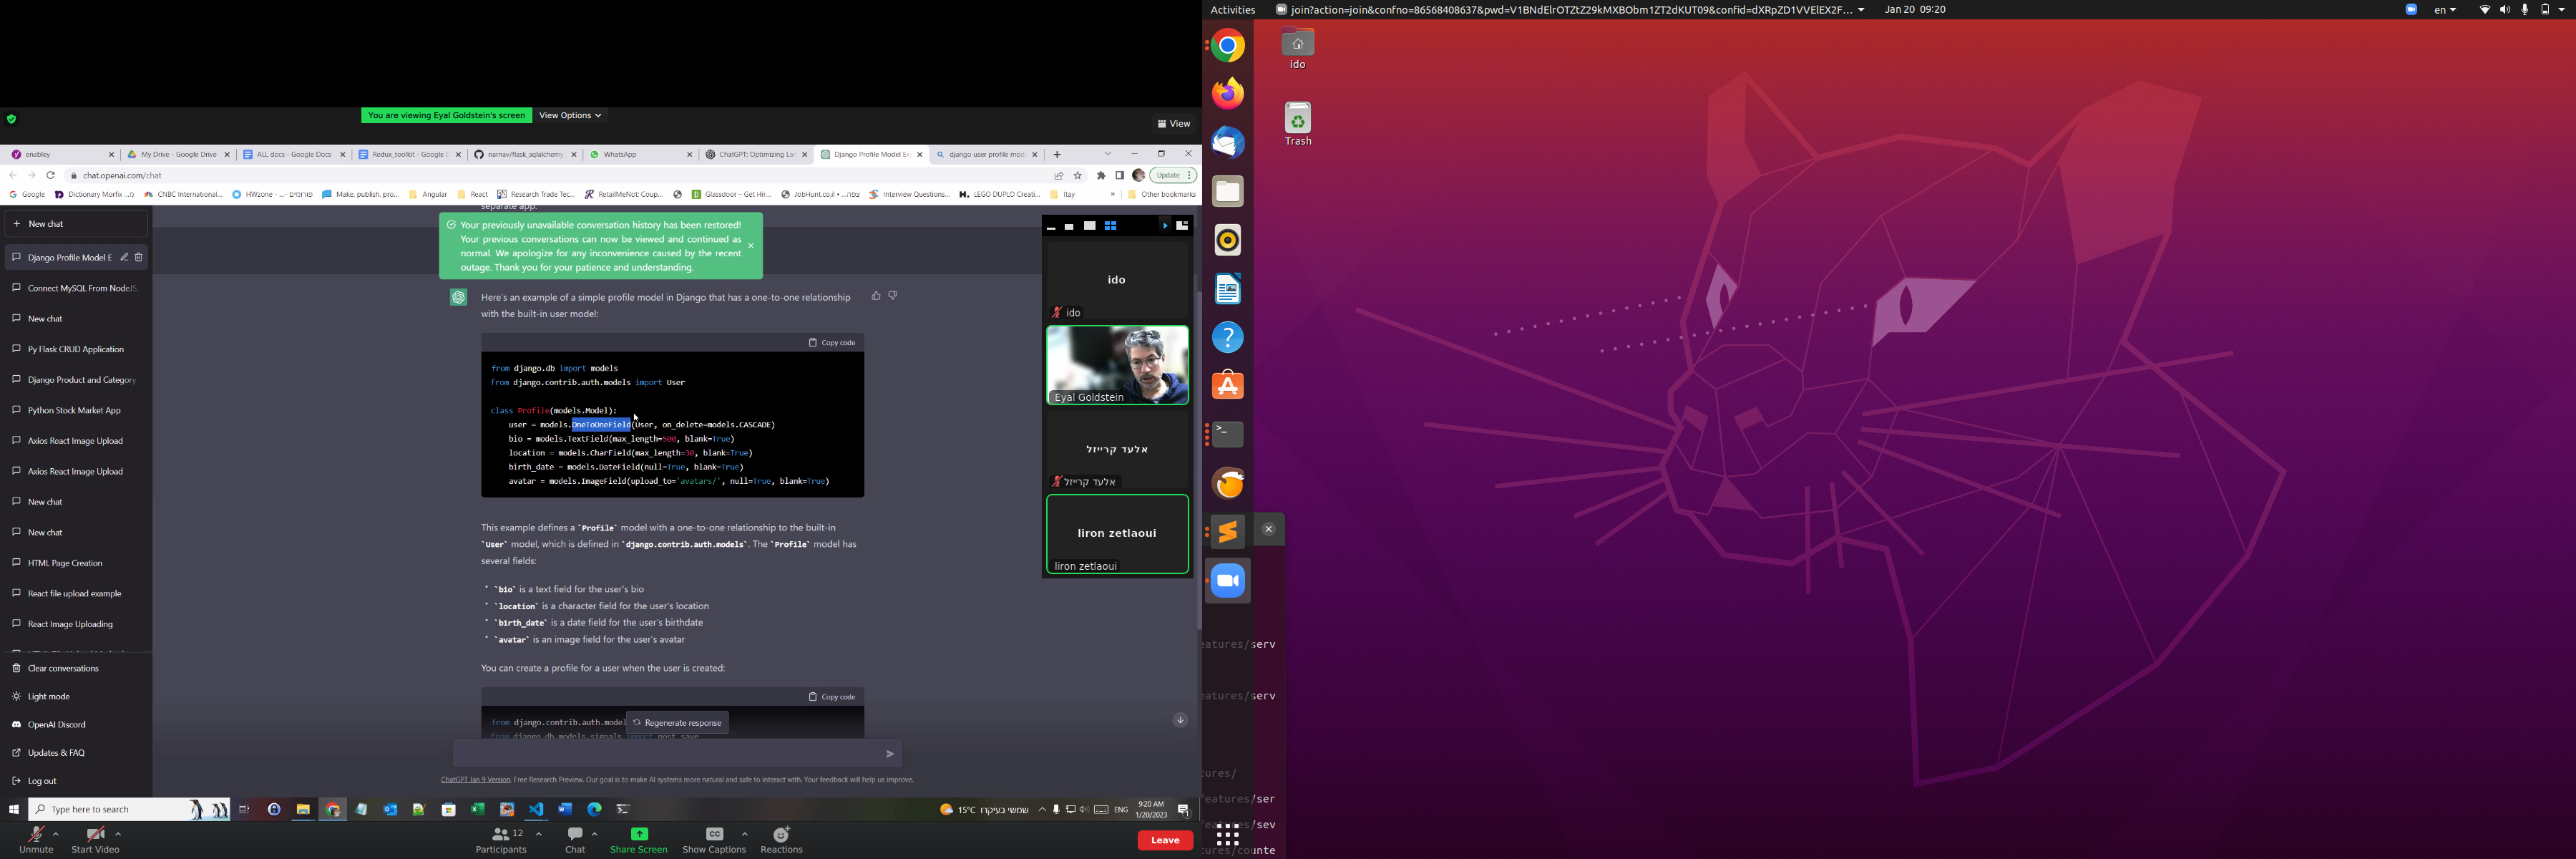 Activities
join?action=join&confno=86568408637&pwd=V1BNdElrOTZtZ29kMXBObm1ZT2dKUT09&confid=dXRpZD1VVElEX2F…
Jan 20 09:20
en
ido
Trash
You are viewing Eyal Goldstein's screen
View Options
View
enabley
My Drive - Google Drive
ALL docs - Google Docs
Redux_toolkit - Google D
narnav/flask_sqlalchemy
WhatsApp
ChatGPT: Optimizing Lan
Django Profile Model Ex
django user profile mod
chat.openai.com/chat
Update
Google
Dictionary Morfix ...מ
CNBC International...
HWzone - ...- פורומים
Make, publish, pro...
Angular
React
Research Trade Tec...
RetailMeNot: Coup...
Glassdoor – Get Hir...
JobHunt.co.il • ...צפה
Interview Questions...
LEGO DUPLO Creati...
Itay
»
Other bookmarks
New chat
Django Profile Model E
Connect MySQL From NodeJS
New chat
Py Flask CRUD Application
Django Product and Category
Python Stock Market App
Axios React Image Upload
Axios React Image Upload
New chat
New chat
HTML Page Creation
React file upload example
React Image Uploading
Clear conversations
Light mode
OpenAI Discord
Updates & FAQ
Log out
separate app.
Your previously unavailable conversation history has been restored!
Your previous conversations can now be viewed and continued as
normal. We apologize for any inconvenience caused by the recent
outage. Thank you for your patience and understanding.
Here's an example of a simple profile model in Django that has a one-to-one relationship
with the built-in user model:
Copy code
from django.db import models
from django.contrib.auth.models import User
class Profile(models.Model):
user = models.OneToOneField(User, on_delete=models.CASCADE)
bio = models.TextField(max_length=500, blank=True)
location = models.CharField(max_length=30, blank=True)
birth_date = models.DateField(null=True, blank=True)
avatar = models.ImageField(upload_to='avatars/', null=True, blank=True)
This example defines a `Profile` model with a one-to-one relationship to the built-in
`User` model, which is defined in `django.contrib.auth.models`. The `Profile` model has
several fields:
• `bio` is a text field for the user's bio
• `location` is a character field for the user's location
• `birth_date` is a date field for the user's birthdate
• `avatar` is an image field for the user's avatar
You can create a profile for a user when the user is created:
Copy code
from django.contrib.auth.model
from django.db.models.signals import post_save
Regenerate response
ChatGPT Jan 9 Version. Free Research Preview. Our goal is to make AI systems more natural and safe to interact with. Your feedback will help us improve.
ido
ido
Eyal Goldstein
אלעד קרייזל
אלעד קרייזל
liron zetlaoui
liron zetlaoui
eatures/serv
eatures/serv
tures/
features/ser
features/sev
tures/counte
Type here to search
15°C שמשי בעיקרו
ENG
9:20 AM
1/20/2023
1
Unmute
Start Video
12
Participants
Chat
Share Screen
CC
Show Captions
Reactions
Leave